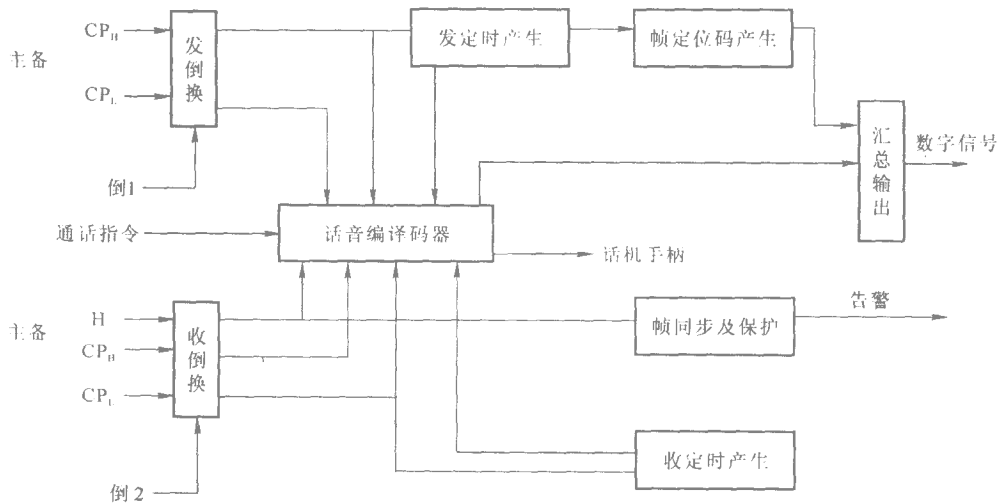 CP_H
主备
CP_L
发倒换
发定时产生
帧定位码产生
汇总输出
数字信号
倒1
通话指令
话音编译码器
话机手柄
告警
主备
H
CP_H
CP_L
收倒换
帧同步及保护
收定时产生
倒2